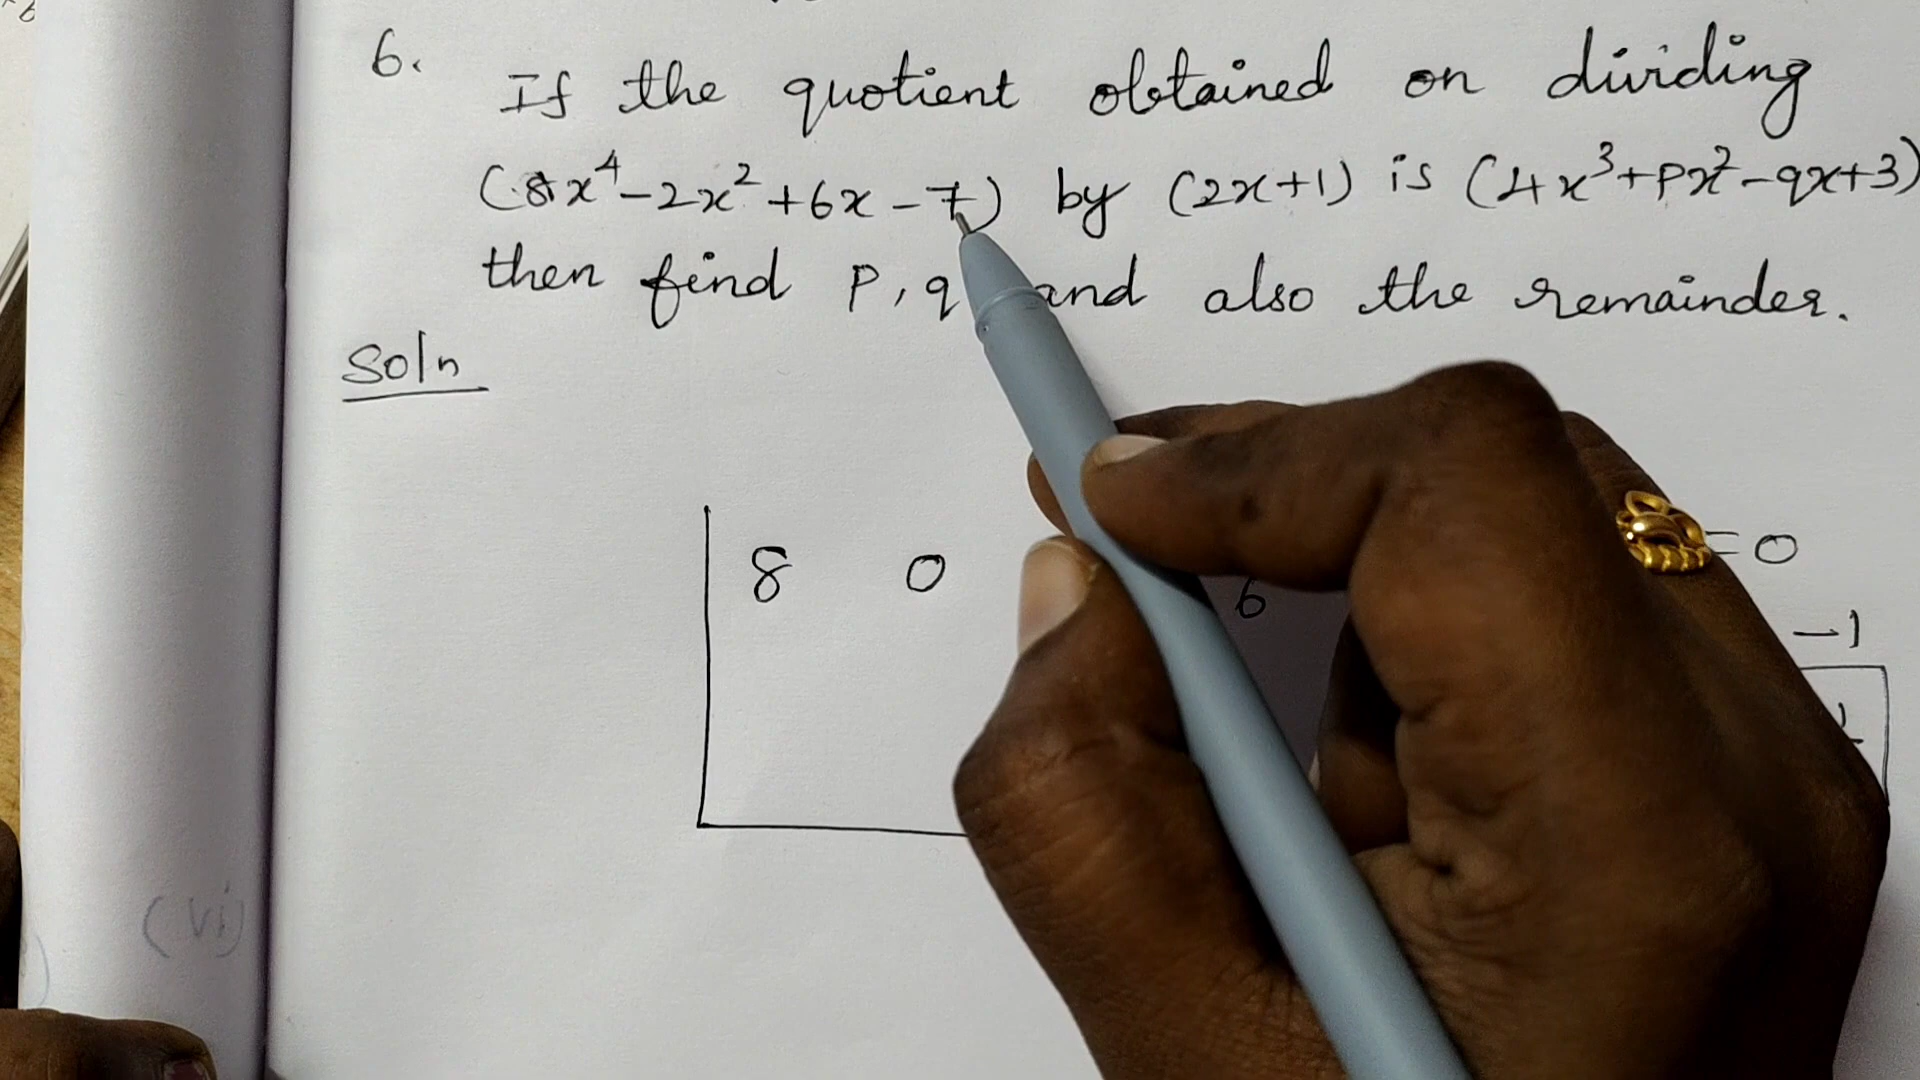 6.
If the quotient obtained on dividing
(8x⁴-2x²+6x-7) by (2x+1) is (4x³+px²-qx+3)
then find p, q and also the remainder.
Soln
8 0 6 =0
-1
(vi)